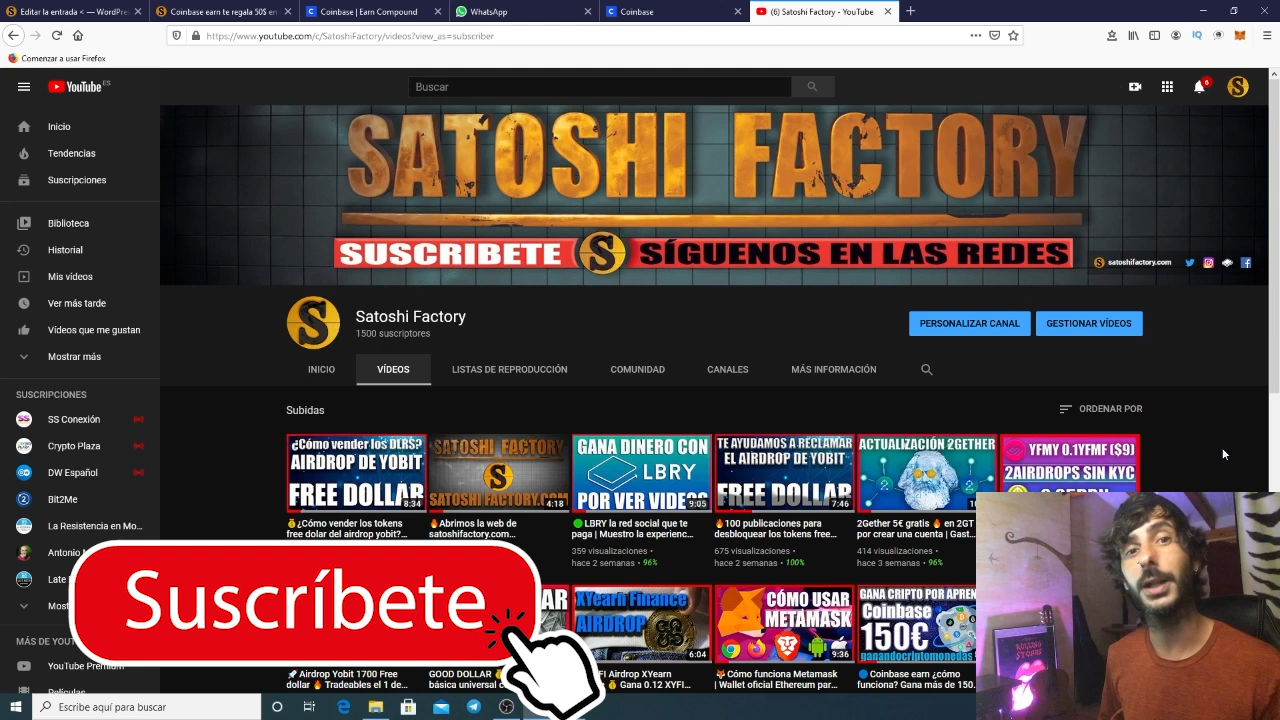 Editar la entrada < — WordPres
Coinbase earn te regala 50$ en
Coinbase | Earn Compound
WhatsApp
Coinbase
(6) Satoshi Factory - YouTube
https://www.youtube.com/c/SatoshiFactory/videos?view_as=subscriber
Comenzar a usar Firefox
YouTube ES
Buscar
6
Inicio
Tendencias
Suscripciones
Biblioteca
Historial
Mis vídeos
Ver más tarde
Vídeos que me gustan
Mostrar más
SUSCRIPCIONES
SS Conexión
Crypto Plaza
DW Español
Bit2Me
La Resistencia en Mo...
Antonio
Late
MÁS DE
YouTube Premium
Películas
SATOSHI FACTORY
SUSCRIBETE S SÍGUENOS EN LAS REDES
satoshifactory.com
Satoshi Factory
1500 suscriptores
PERSONALIZAR CANAL
GESTIONAR VÍDEOS
INICIO
VÍDEOS
LISTAS DE REPRODUCCIÓN
COMUNIDAD
CANALES
MÁS INFORMACIÓN
Subidas
ORDENAR POR
¿Cómo vender los DLRS?
AIRDROP DE YOBIT
FREE DOLLAR
8:34
¿Cómo vender los tokens
free dolar del airdrop yobit?...
SATOSHI FACTORY
SATOSHIFACTORY.COM
4:18
Abrimos la web de
satoshifactory.com...
GANA DINERO CON
LBRY
POR VER VIDEOS
9:05
LBRY la red social que te
paga | Muestro la experienc...
359 visualizaciones •
hace 2 semanas • 96%
TE AYUDAMOS A RECLAMAR
EL AIRDROP DE YOBIT
FREE DOLLAR
7:46
100 publicaciones para
desbloquear los tokens free...
675 visualizaciones •
hace 2 semanas • 100%
ACTUALIZACIÓN 2GETHER
2Gether 5€ gratis en 2GT
por crear una cuenta | Gast...
414 visualizaciones •
hace 3 semanas • 96%
YFMY 0.1YFMF ($9)
2AIRDROPS SIN KYC
Suscríbete
Airdop Yobit 1700 Free
dollar Tradeables el 1 de...
GOOD DOLLAR
básica universal
XYearn Finance
AIRDROP
6:04
Airdrop XYearn
Gana 0.12 XYFI...
CÓMO USAR
METAMASK
9:36
Cómo funciona Metamask
| Wallet oficial Ethereum par...
GANA CRIPTO POR APREN
Coinbase
150€
ganandocriptomonedas
Coinbase earn ¿cómo
funciona? Gana más de 150...
ROLLING STONES
Escribe aquí para buscar